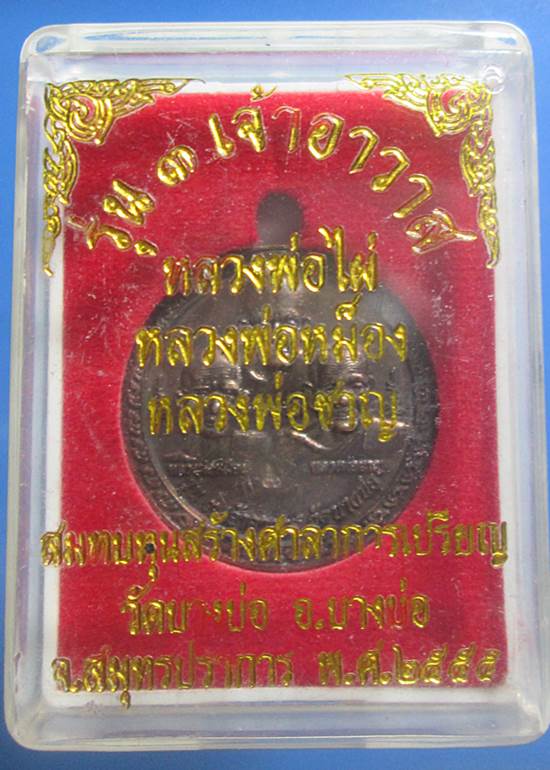 รุ่น ๓ เจ้าอาวาส
หลวงพ่อไผ่
หลวงพ่อหม็อง
หลวงพ่อชาญ
สมทบทุนสร้างศาลาการเปรียญ
วัดบางบ่อ อ.บางบ่อ
จ.สมุทรปราการ พ.ศ.๒๕๕๕